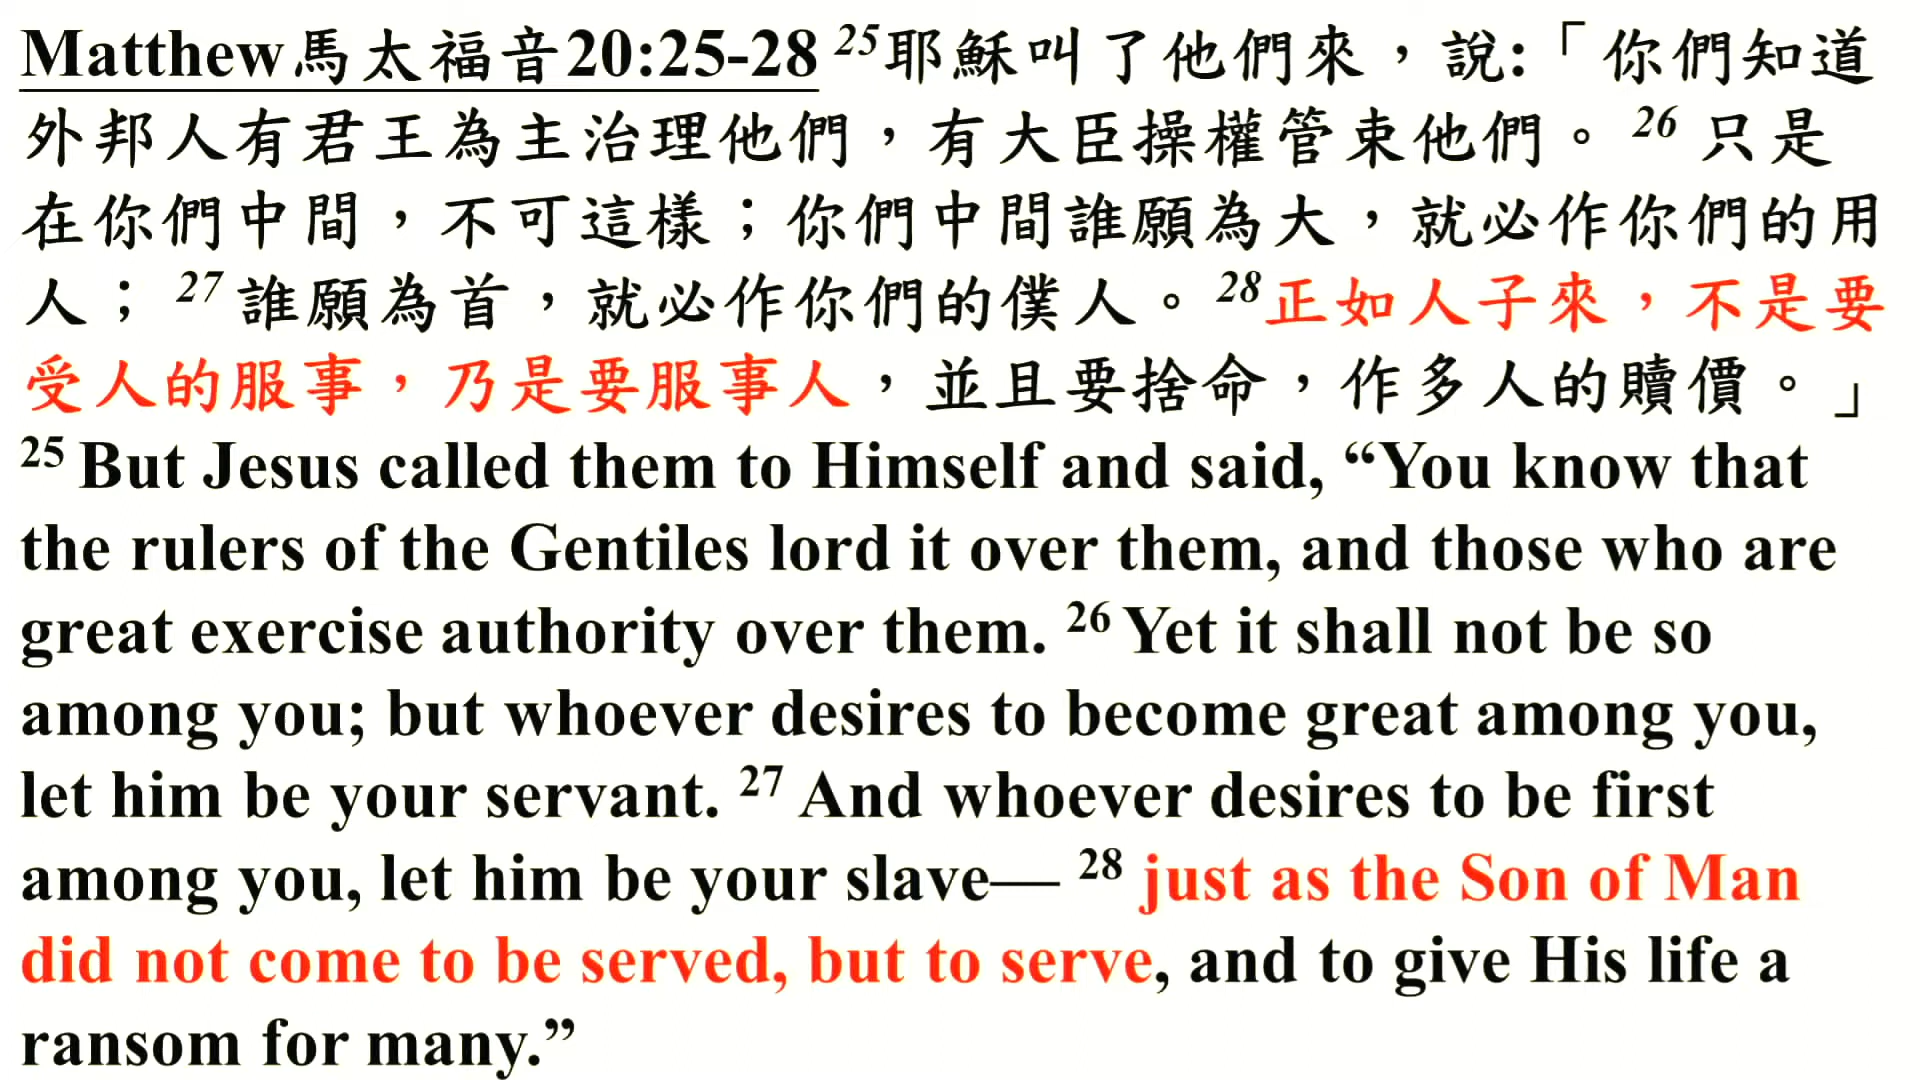 Matthew馬太福音20:25-28 25耶穌叫了他們來，說:「你們知道
外邦人有君王為主治理他們，有大臣操權管束他們。 26 只是
在你們中間，不可這樣；你們中間誰願為大，就必作你們的用
人； 27 誰願為首，就必作你們的僕人。 28正如人子來，不是要
受人的服事，乃是要服事人，並且要捨命，作多人的贖價。」
25 But Jesus called them to Himself and said, “You know that
the rulers of the Gentiles lord it over them, and those who are
great exercise authority over them. 26 Yet it shall not be so
among you; but whoever desires to become great among you,
let him be your servant. 27 And whoever desires to be first
among you, let him be your slave— 28 just as the Son of Man
did not come to be served, but to serve, and to give His life a
ransom for many.”